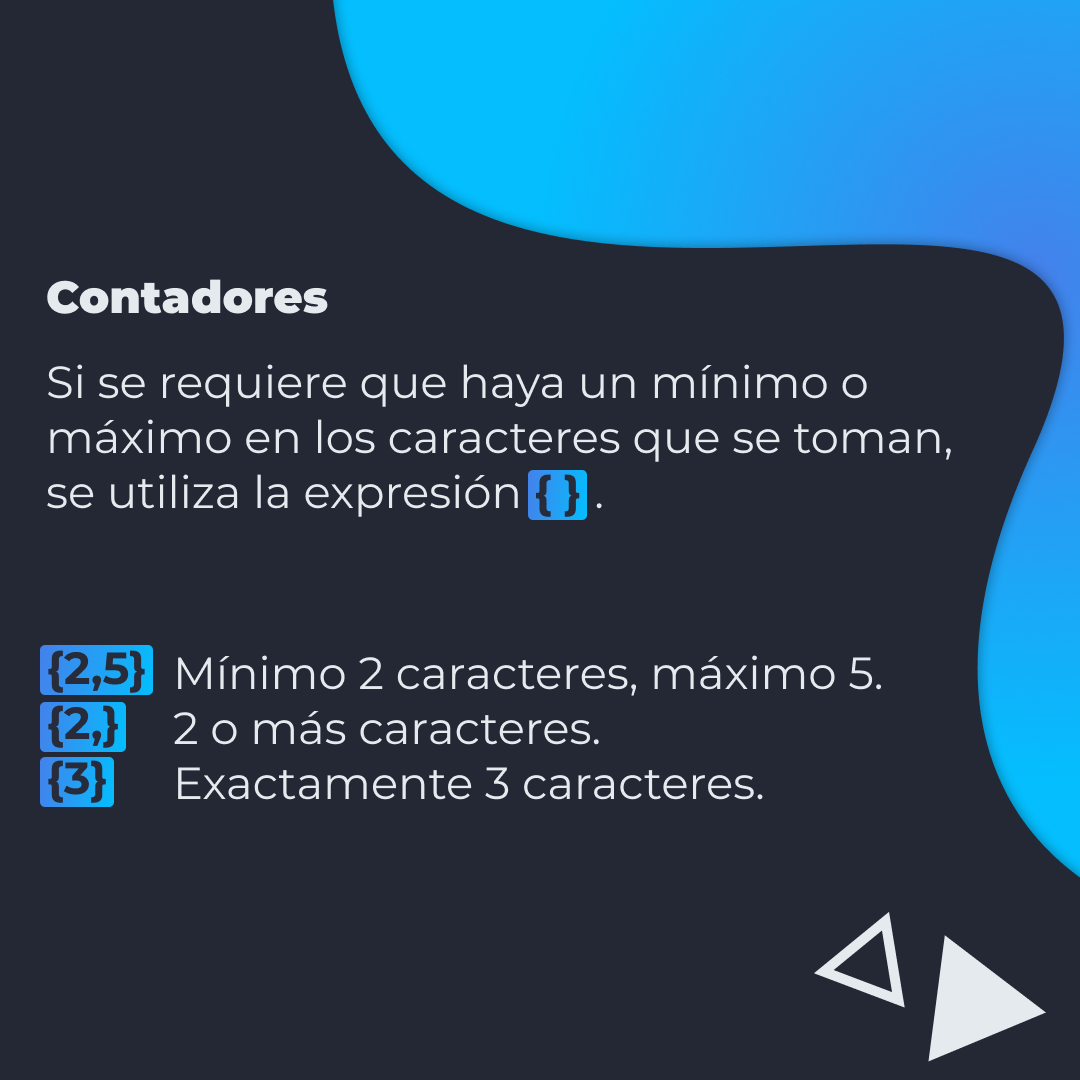 Contadores
Si se requiere que haya un mínimo o
máximo en los caracteres que se toman,
se utiliza la expresión { } .
{2,5} Mínimo 2 caracteres, máximo 5.
{2,} 2 o más caracteres.
{3} Exactamente 3 caracteres.